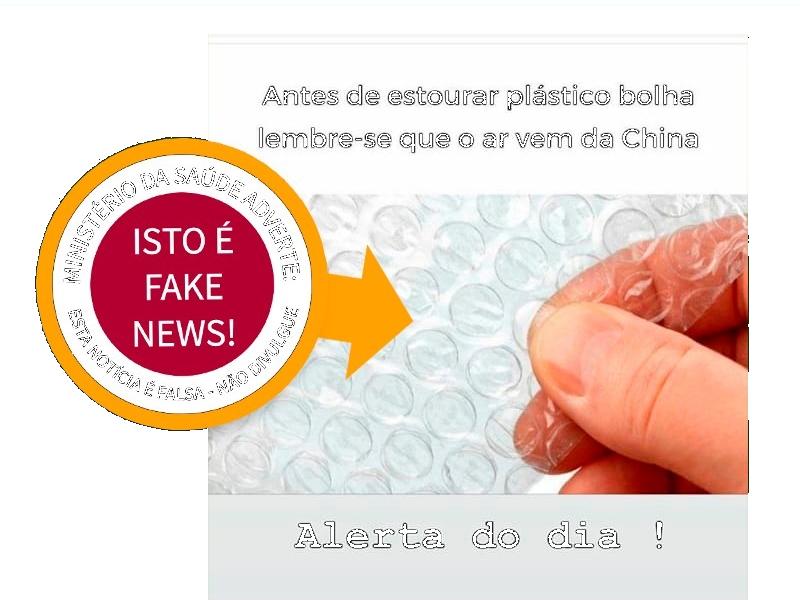 Antes de estourar plástico bolha
lembre-se que o ar vem da China
MINISTÉRIO DA SAÚDE ADVERTE:
ISTO É
FAKE
NEWS!
ESTA NOTÍCIA É FALSA - NÃO DIVULGUE
Alerta do dia !